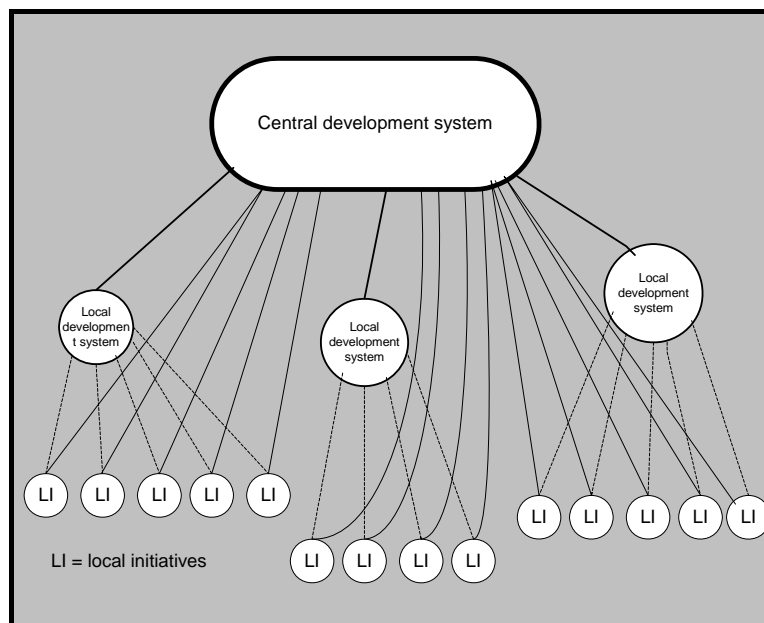 Central development system
Local
developmen
t system
Local
development
system
Local
development
system
LI
LI
LI
LI
LI
LI
LI
LI
LI
LI
LI
LI
LI
LI
LI = local initiatives